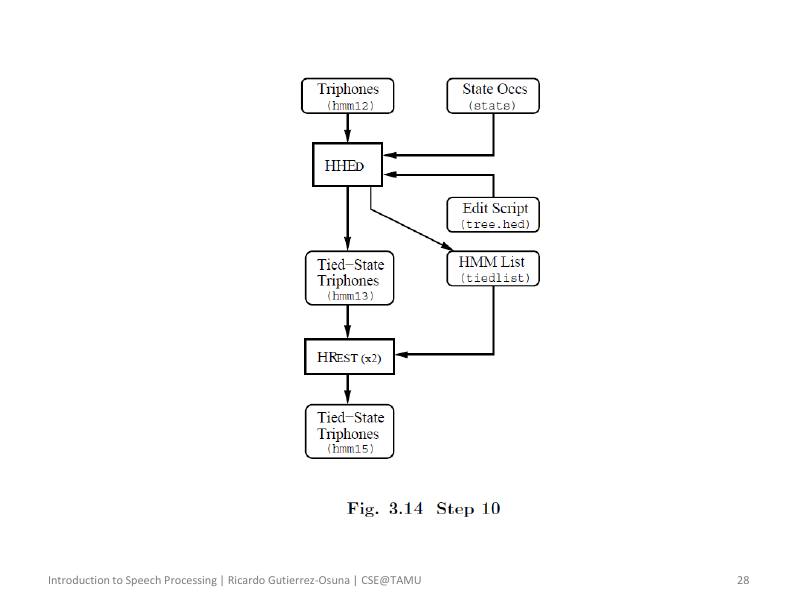 Triphones
(hmm12)
State Occs
(stats)
HHED
Edit Script
(tree.hed)
Tied-State
Triphones
(hmm13)
HMM List
(tiedlist)
HREST (x2)
Tied-State
Triphones
(hmm15)
Fig. 3.14 Step 10
Introduction to Speech Processing | Ricardo Gutierrez-Osuna | CSE@TAMU
28